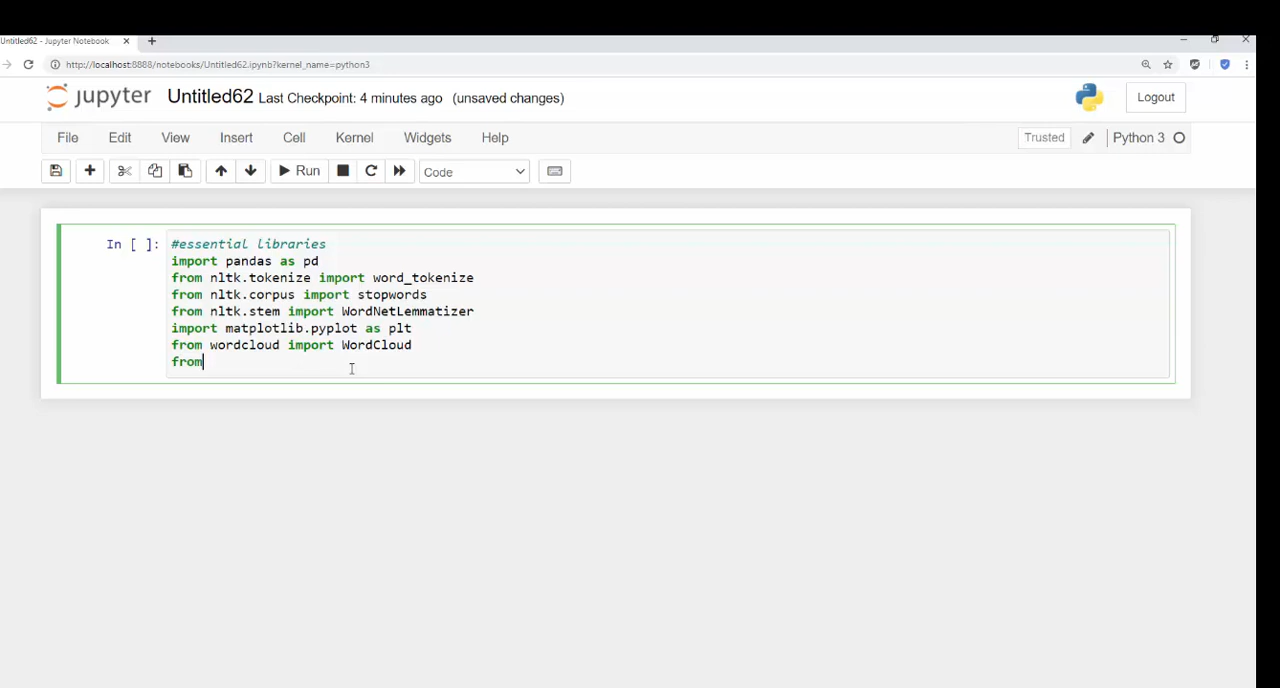 Untitled62 - Jupyter Notebook
http://localhost:8888/notebooks/Untitled62.ipynb?kernel_name=python3
jupyter Untitled62 Last Checkpoint: 4 minutes ago (unsaved changes) Logout
File Edit View Insert Cell Kernel Widgets Help Trusted Python 3
Run Code
In [ ]: #essential libraries
import pandas as pd
from nltk.tokenize import word_tokenize
from nltk.corpus import stopwords
from nltk.stem import WordNetLemmatizer
import matplotlib.pyplot as plt
from wordcloud import WordCloud
from